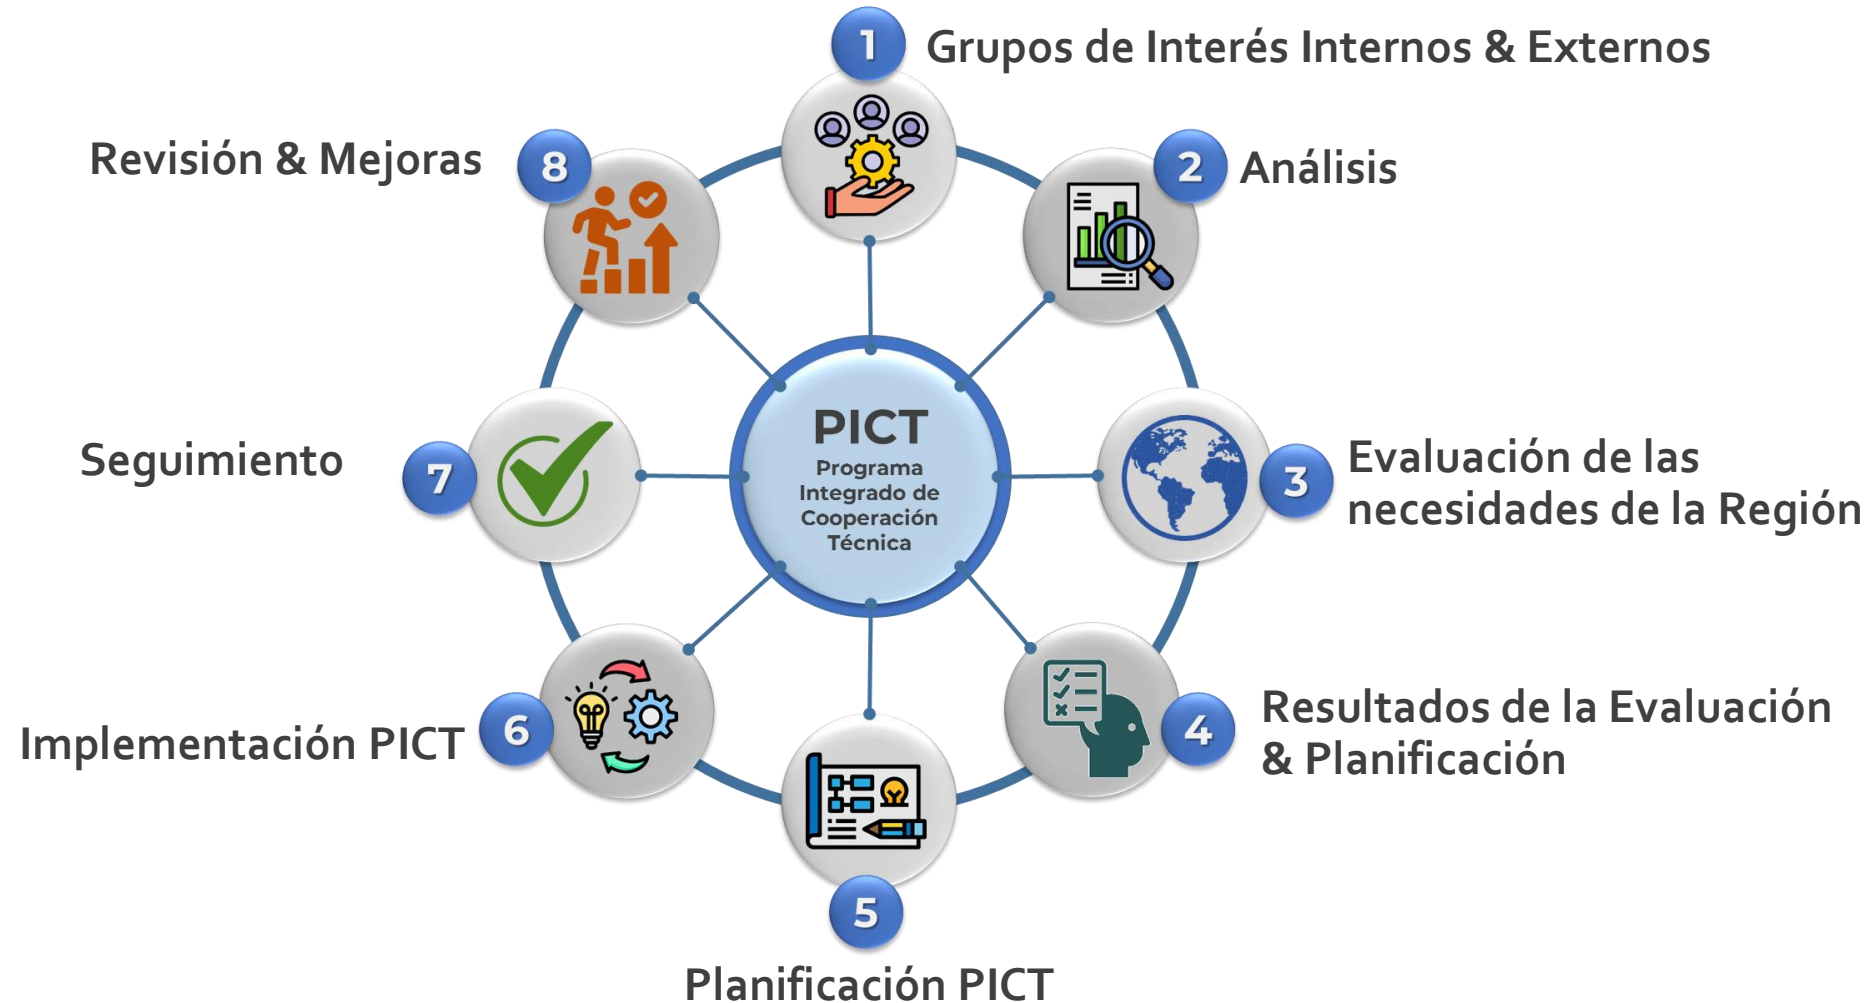 1
Grupos de Interés Internos & Externos
2
Análisis
3
Evaluación de las
necesidades de la Región
4
Resultados de la Evaluación
& Planificación
5
Planificación PICT
6
Implementación PICT
7
Seguimiento
8
Revisión & Mejoras
PICT
Programa
Integrado de
Cooperación
Técnica